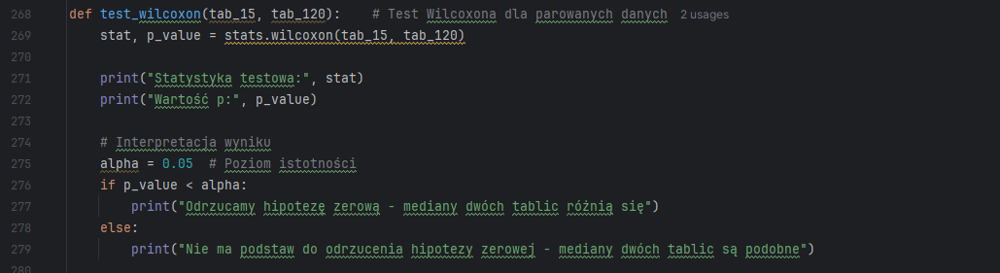 268 def test_wilcoxon(tab_15, tab_120): # Test Wilcoxona dla parowanych danych 2 usages
269 stat, p_value = stats.wilcoxon(tab_15, tab_120)
270
271 print("Statystyka testowa:", stat)
272 print("Wartość p:", p_value)
273
274 # Interpretacja wyniku
275 alpha = 0.05 # Poziom istotności
276 if p_value < alpha:
277 print("Odrzucamy hipotezę zerową - mediany dwóch tablic różnią się")
278 else:
279 print("Nie ma podstaw do odrzucenia hipotezy zerowej - mediany dwóch tablic są podobne")
280